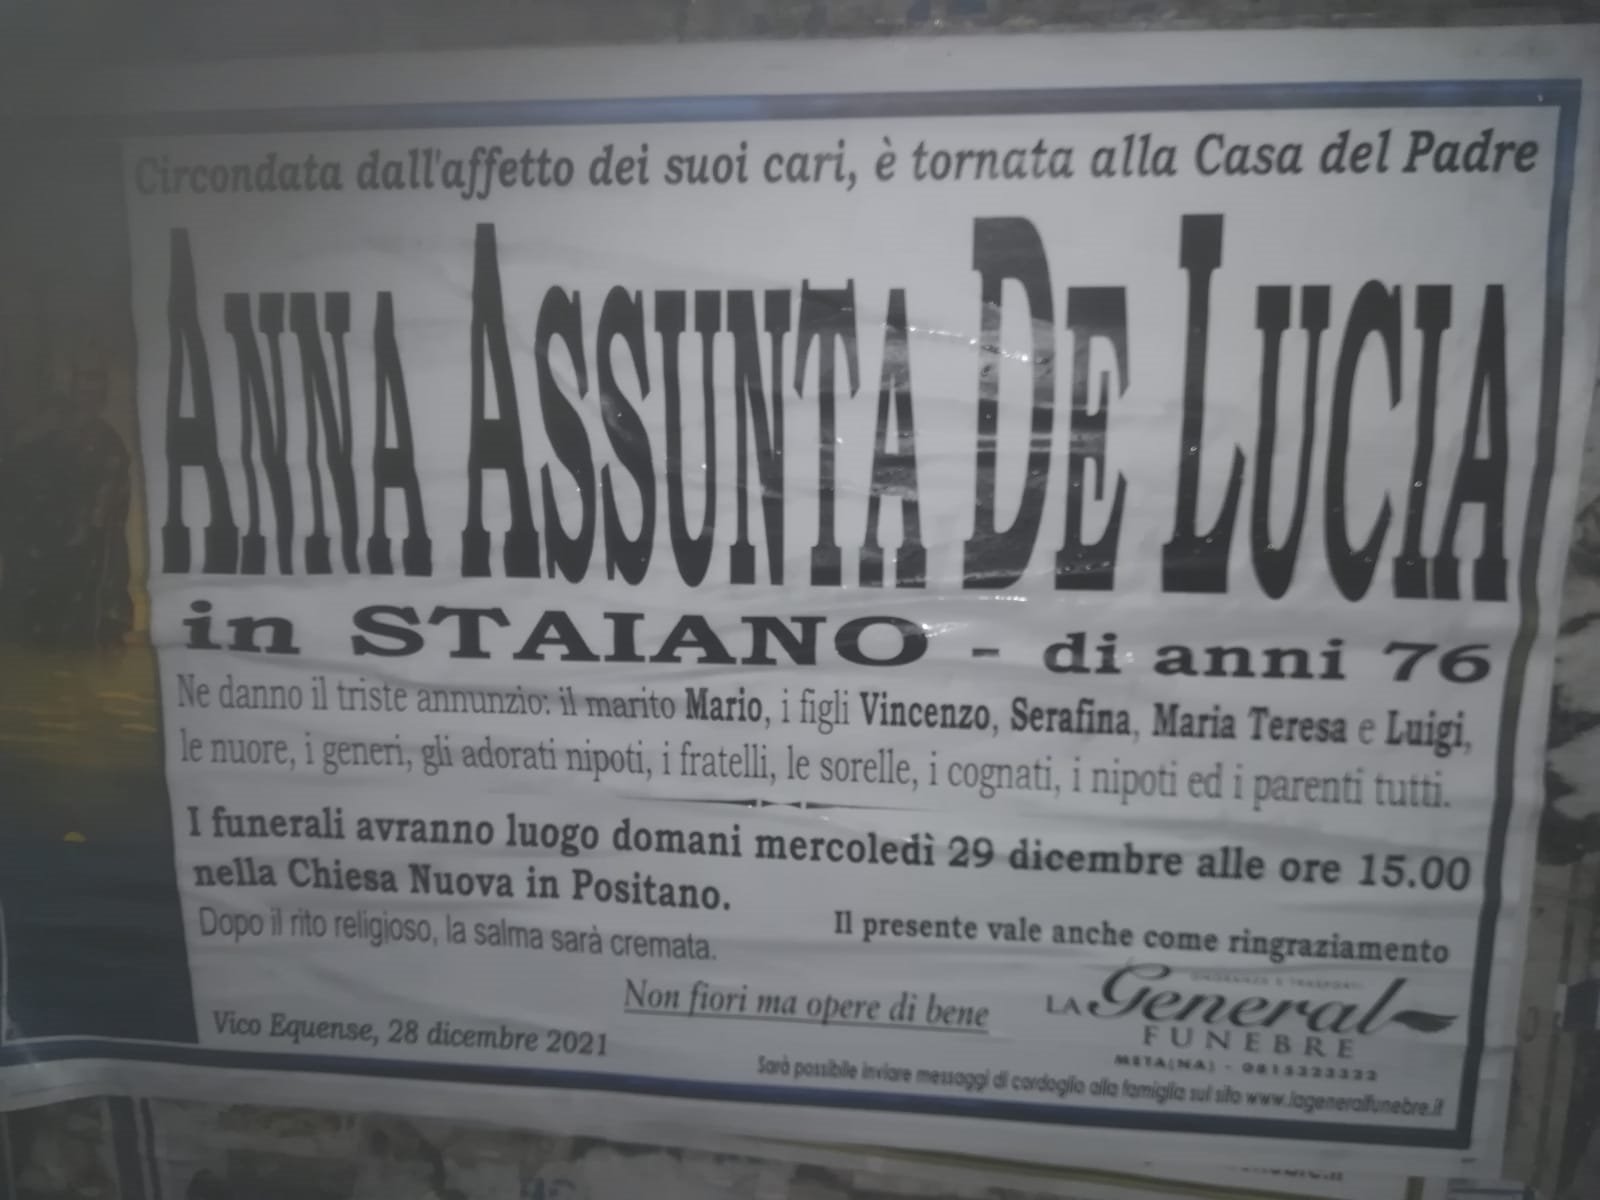 Circondata dall'affetto dei suoi cari, è tornata alla Casa del Padre
ANNA ASSUNTA DE LUCIA
in STAIANO - di anni 76
Ne danno il triste annunzio: il marito Mario, i figli Vincenzo, Serafina, Maria Teresa e Luigi,
le nuore, i generi, gli adorati nipoti, i fratelli, le sorelle, i cognati, i nipoti ed i parenti tutti.
I funerali avranno luogo domani mercoledì 29 dicembre alle ore 15.00
nella Chiesa Nuova in Positano.
Dopo il rito religioso, la salma sarà cremata.
Il presente vale anche come ringraziamento
Non fiori ma opere di bene
LA General
FUNEBRE
META(NA) - 0815323332
Vico Equense, 28 dicembre 2021
Sarà possibile inviare messaggi di cordoglio alla famiglia sul sito www.lageneralfunebre.it